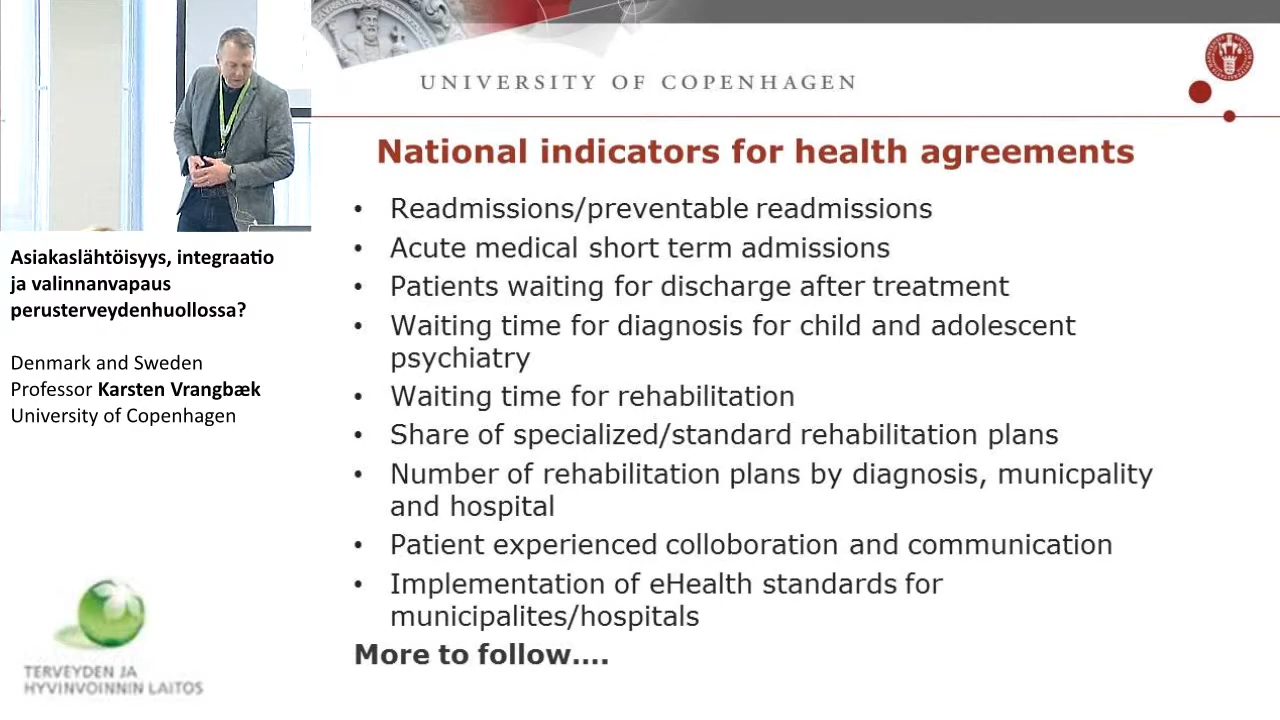 UNIVERSITY OF COPENHAGEN
National indicators for health agreements
• Readmissions/preventable readmissions
• Acute medical short term admissions
• Patients waiting for discharge after treatment
• Waiting time for diagnosis for child and adolescent
psychiatry
• Waiting time for rehabilitation
• Share of specialized/standard rehabilitation plans
• Number of rehabilitation plans by diagnosis, municpality
and hospital
• Patient experienced colloboration and communication
• Implementation of eHealth standards for
municipalites/hospitals
More to follow....
Asiakaslähtöisyys, integraatio
ja valinnanvapaus
perusterveydenhuollossa?
Denmark and Sweden
Professor Karsten Vrangbæk
University of Copenhagen
TERVEYDEN JA
HYVINVOINNIN LAITOS